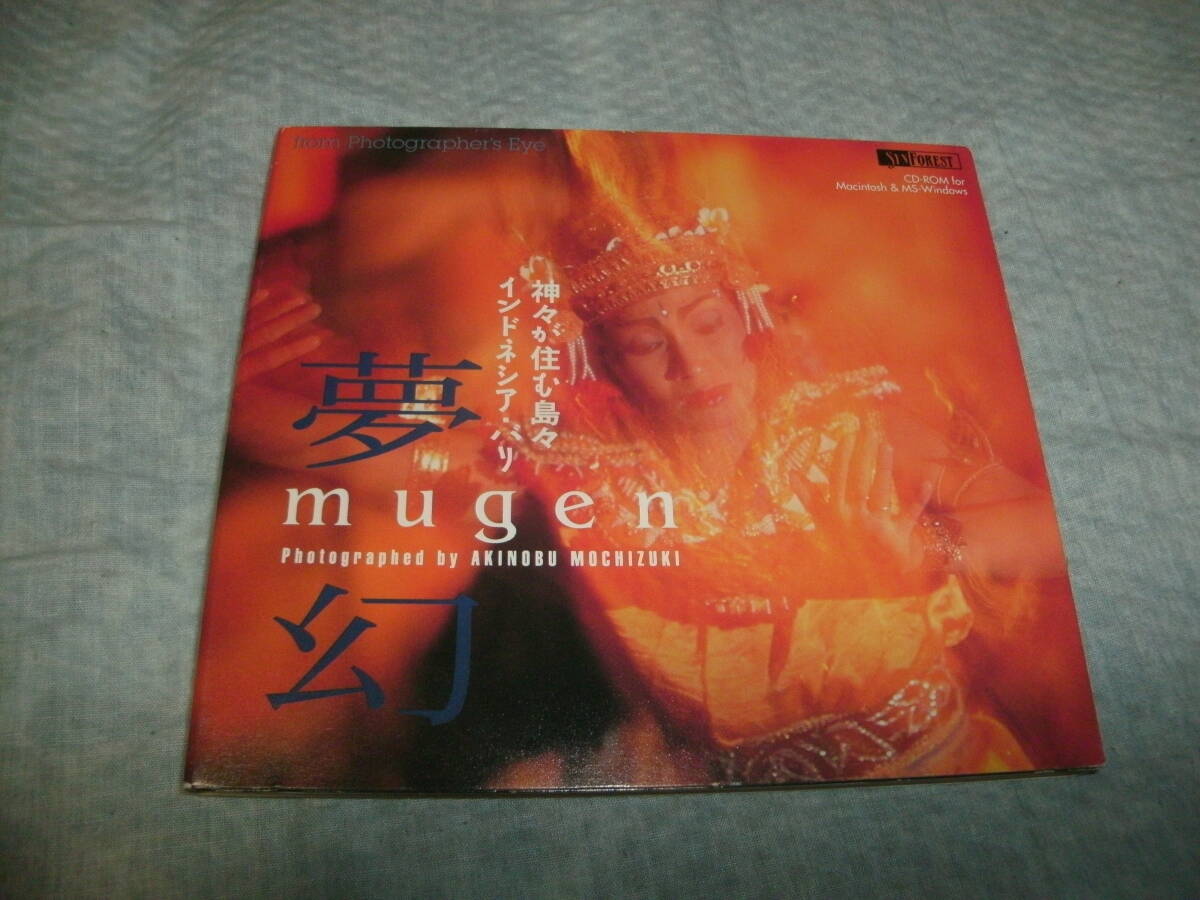 from Photographer's Eye
SYNFOREST
CD-ROM for
Macintosh & MS-Windows
神々が住む島々
インドネシア・バリ
夢
mugen
Photographed by AKINOBU MOCHIZUKI
幻